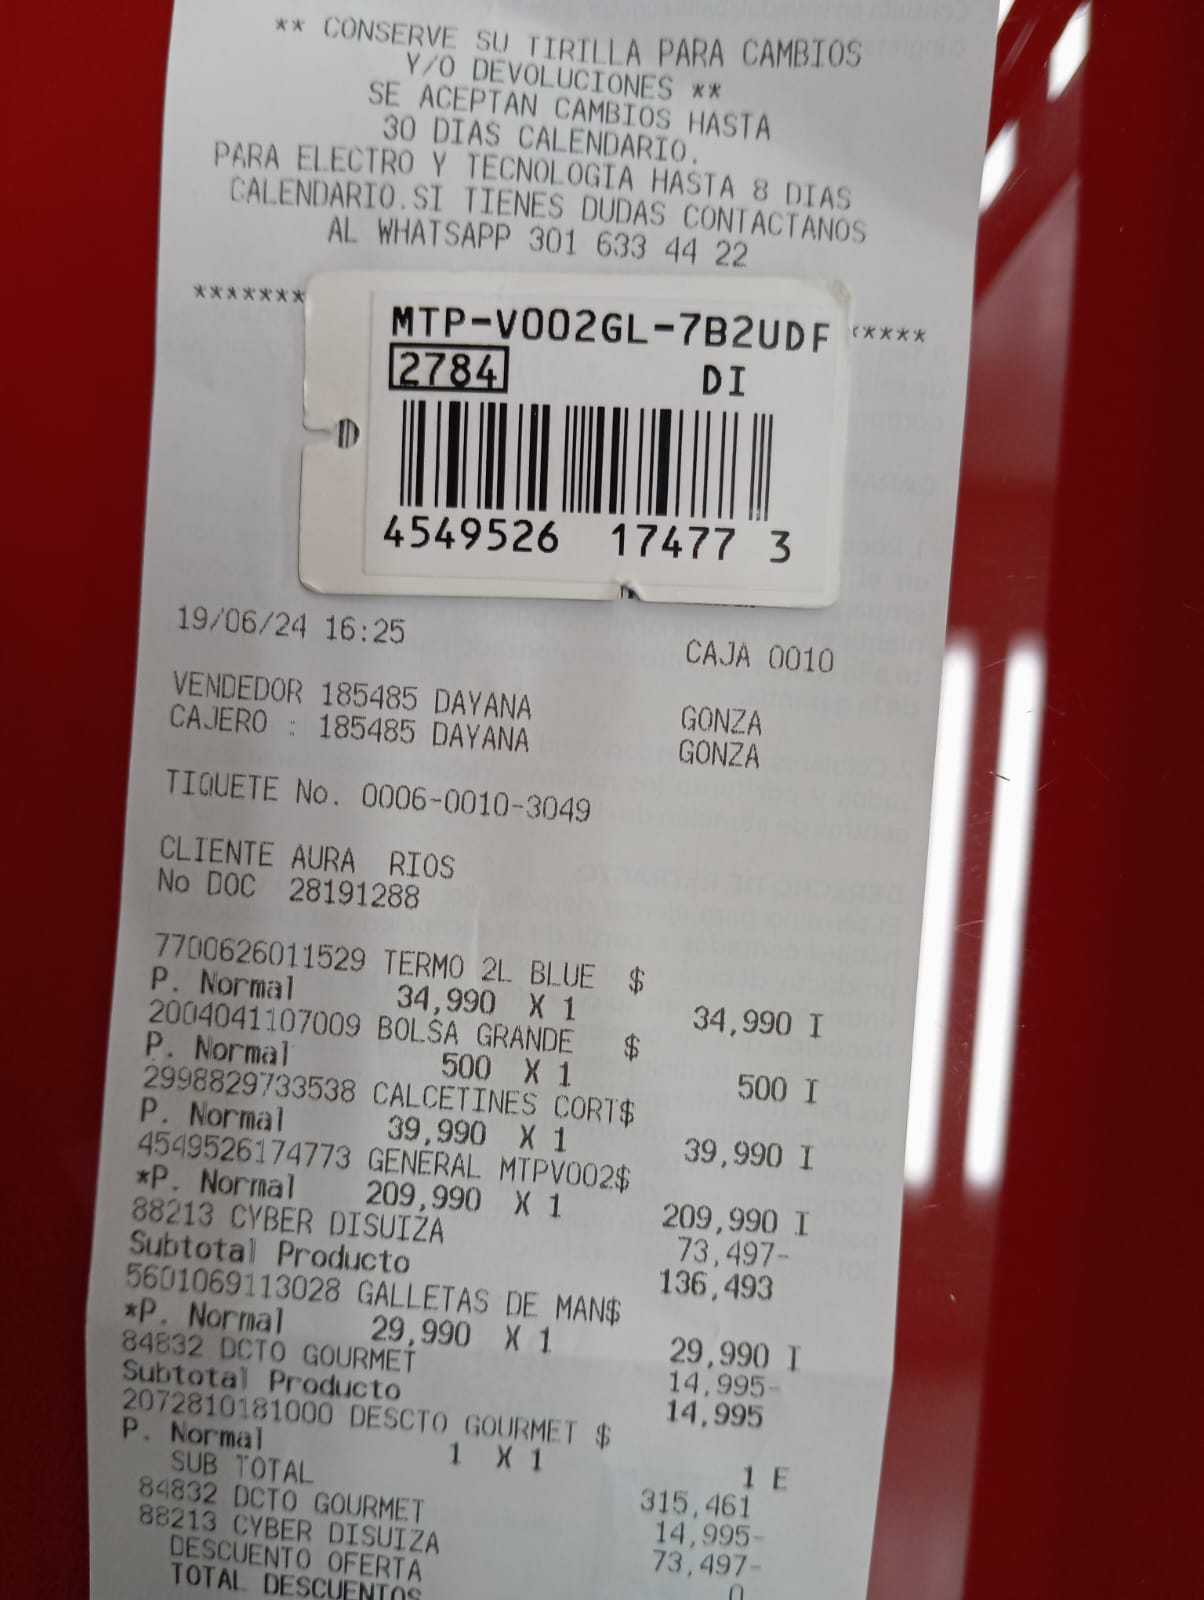 ** CONSERVE SU TIRILLA PARA CAMBIOS
Y/O DEVOLUCIONES **
SE ACEPTAN CAMBIOS HASTA
30 DIAS CALENDARIO.
PARA ELECTRO Y TECNOLOGIA HASTA 8 DIAS
CALENDARIO.SI TIENES DUDAS CONTACTANOS
AL WHATSAPP 301 633 44 22
******* *****
MTP-V002GL-7B2UDF
2784 DI
4549526 17477 3
19/06/24 16:25 CAJA 0010
VENDEDOR 185485 DAYANA GONZA
CAJERO : 185485 DAYANA GONZA
TIQUETE No. 0006-0010-3049
CLIENTE AURA RIOS
No DOC 28191288
7700626011529 TERMO 2L BLUE $
P. Normal 34,990 X 1 34,990 I
2004041107009 BOLSA GRANDE $
P. Normal 500 X 1 500 I
2998829733538 CALCETINES CORT$
P. Normal 39,990 X 1 39,990 I
4549526174773 GENERAL MTPV002$
*P. Normal 209,990 X 1 209,990 I
88213 CYBER DISUIZA 73,497-
Subtotal Producto 136,493
5601069113028 GALLETAS DE MAN$
*P. Normal 29,990 X 1 29,990 I
84832 DCTO GOURMET 14,995-
Subtotal Producto 14,995
2072810181000 DESCTO GOURMET $
P. Normal 1 X 1 1 E
SUB TOTAL 315,461
84832 DCTO GOURMET 14,995-
88213 CYBER DISUIZA 73,497-
DESCUENTO OFERTA 0
TOTAL DESCUENTOS